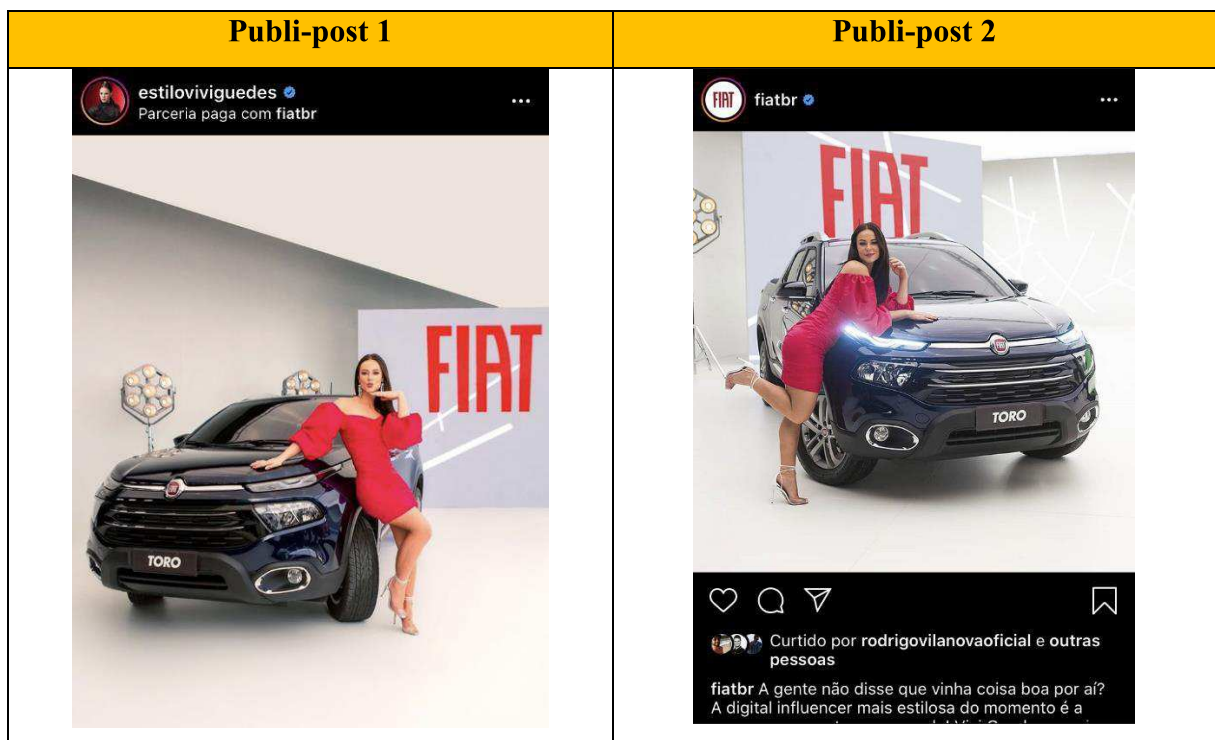 Publi-post 1
Publi-post 2
estiloviviguedes
Parceria paga com fiatbr
FIAT
TORO
FIAT
fiatbr
FIAT
TORO
Curtido por rodrigovilanovaoficial e outras
pessoas
fiatbr A gente não disse que vinha coisa boa por aí?
A digital influencer mais estilosa do momento é a